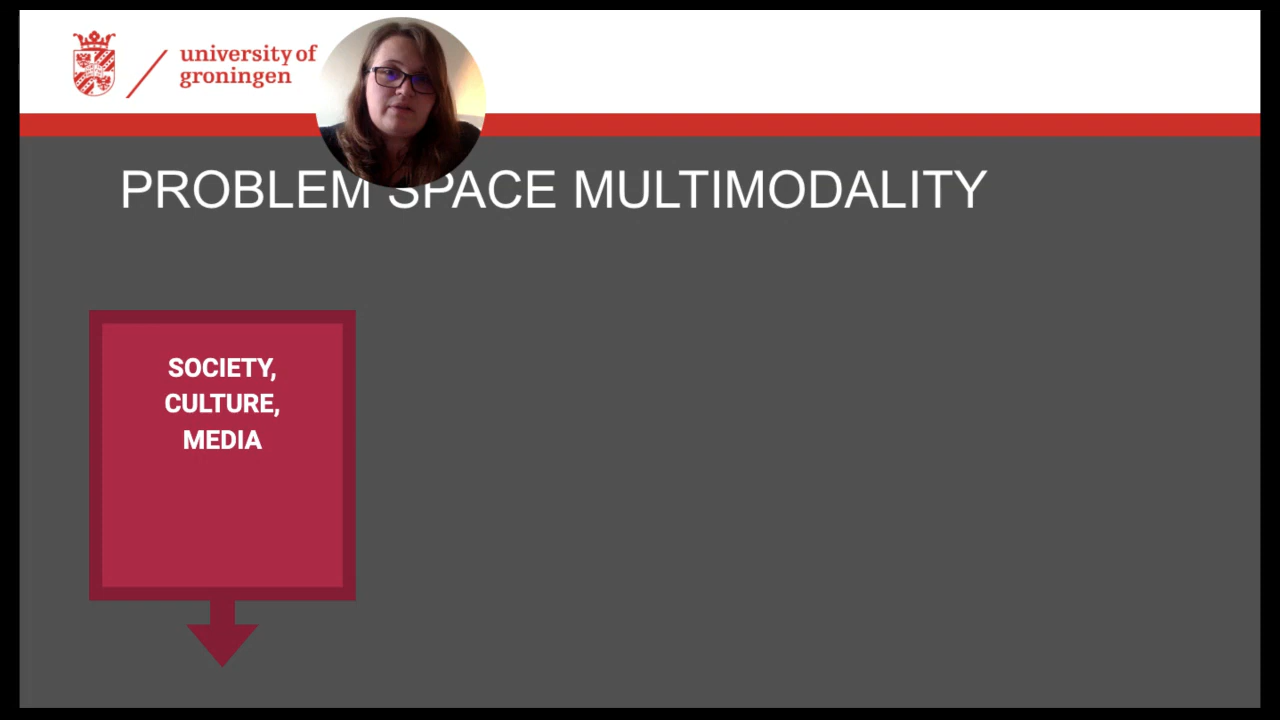 university of
groningen
PROBLEM SPACE MULTIMODALITY
SOCIETY,
CULTURE,
MEDIA